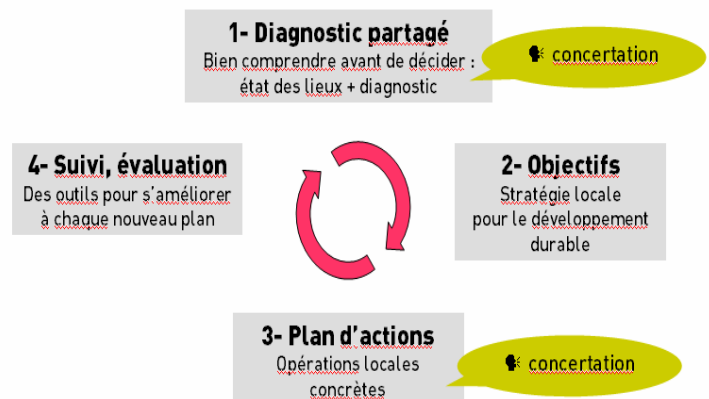 1- Diagnostic partagé
Bien comprendre avant de décider :
état des lieux + diagnostic
concertation
4- Suivi, évaluation
Des outils pour s'améliorer
à chaque nouveau plan
2- Objectifs
Stratégie locale
pour le développement
durable
3- Plan d'actions
Opérations locales
concrètes
concertation